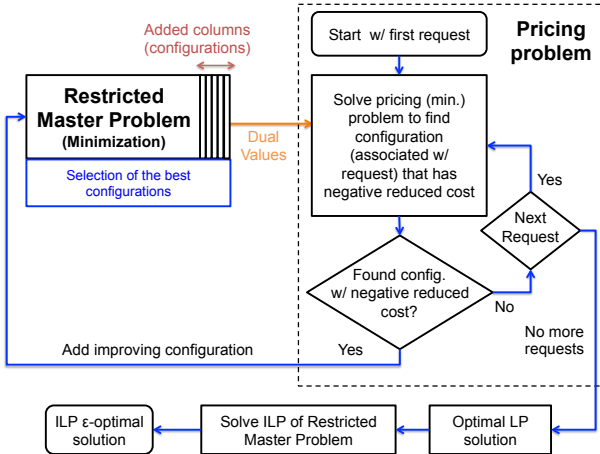 Added columns
(configurations)
Restricted
Master Problem
(Minimization)
Selection of the best
configurations
Dual
Values
Pricing
problem
Start w/ first request
Solve pricing (min.)
problem to find
configuration
(associated w/
request) that has
negative reduced cost
Yes
Next
Request
Found config.
w/ negative reduced
cost?
No
No more
requests
Add improving configuration
Yes
ILP ε-optimal
solution
Solve ILP of Restricted
Master Problem
Optimal LP
solution